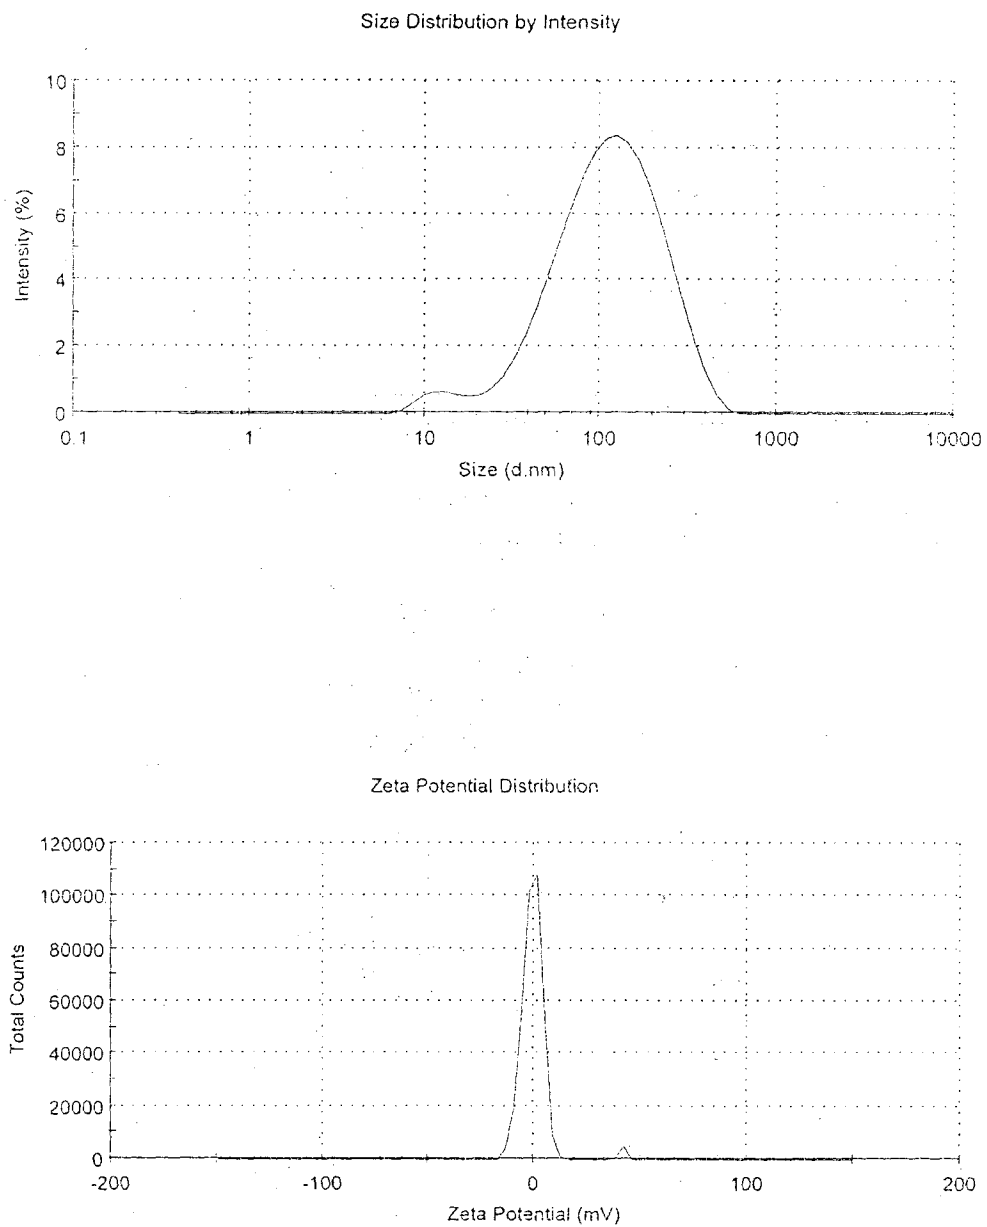 Size Distribution by Intensity
10
8
6
4
2
0
Intensity (%)
0.1 1 10 100 1000 10000
Size (d.nm)
Zeta Potential Distribution
120000
100000
80000
60000
40000
20000
0
Total Counts
-200 -100 0 100 200
Zeta Potential (mV)